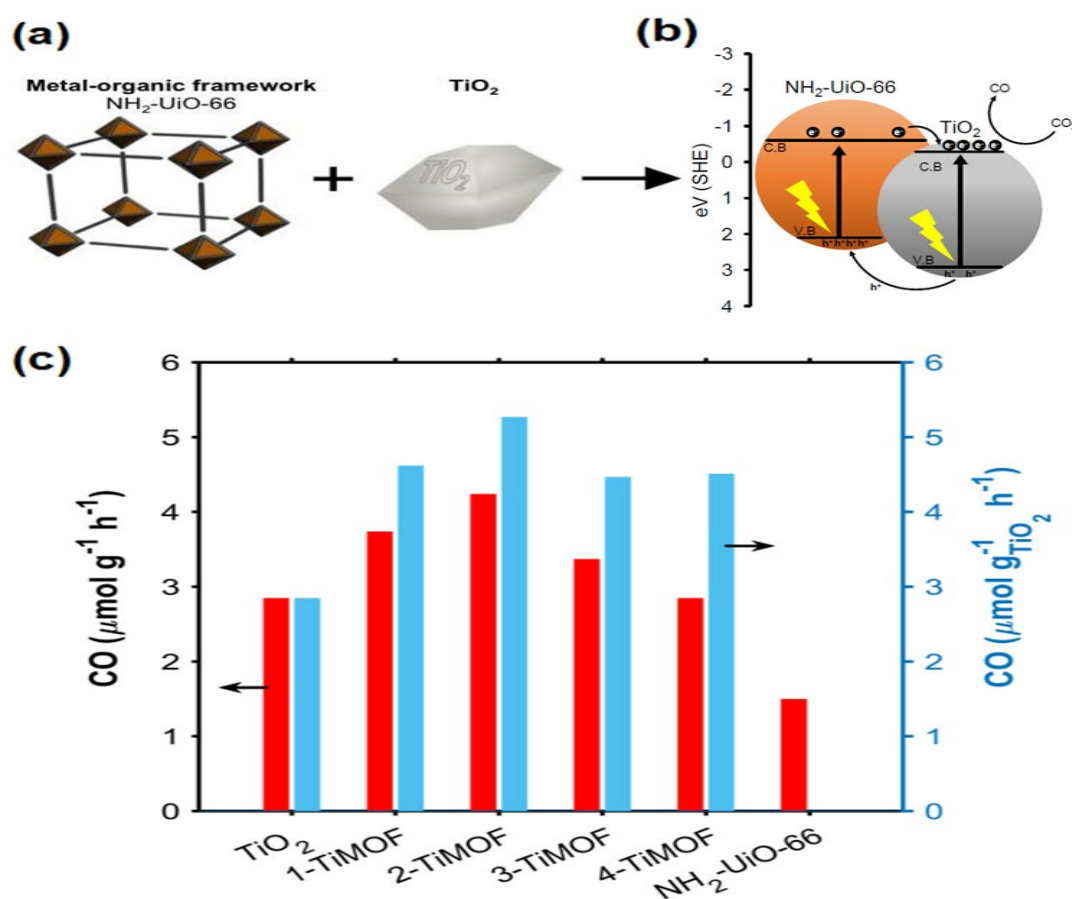 (a)
Metal-organic framework
NH₂-UiO-66
TiO₂
+
TiO₂
(b)
-3
-2
-1
0
1
2
3
4
eV (SHE)
NH₂-UiO-66
TiO₂
CO
CO₂
C.B
e⁻ e⁻ e⁻
C.B
e⁻ e⁻ e⁻ e⁻
V.B
h⁺ h⁺ h⁺ h⁺
V.B
h⁺ h⁺
h⁺
(c)
6
5
4
3
2
1
0
CO (μmol g⁻¹ h⁻¹)
6
5
4
3
2
1
0
CO (μmol g⁻¹TiO₂ h⁻¹)
TiO₂
1-TiMOF
2-TiMOF
3-TiMOF
4-TiMOF
NH₂-UiO-66